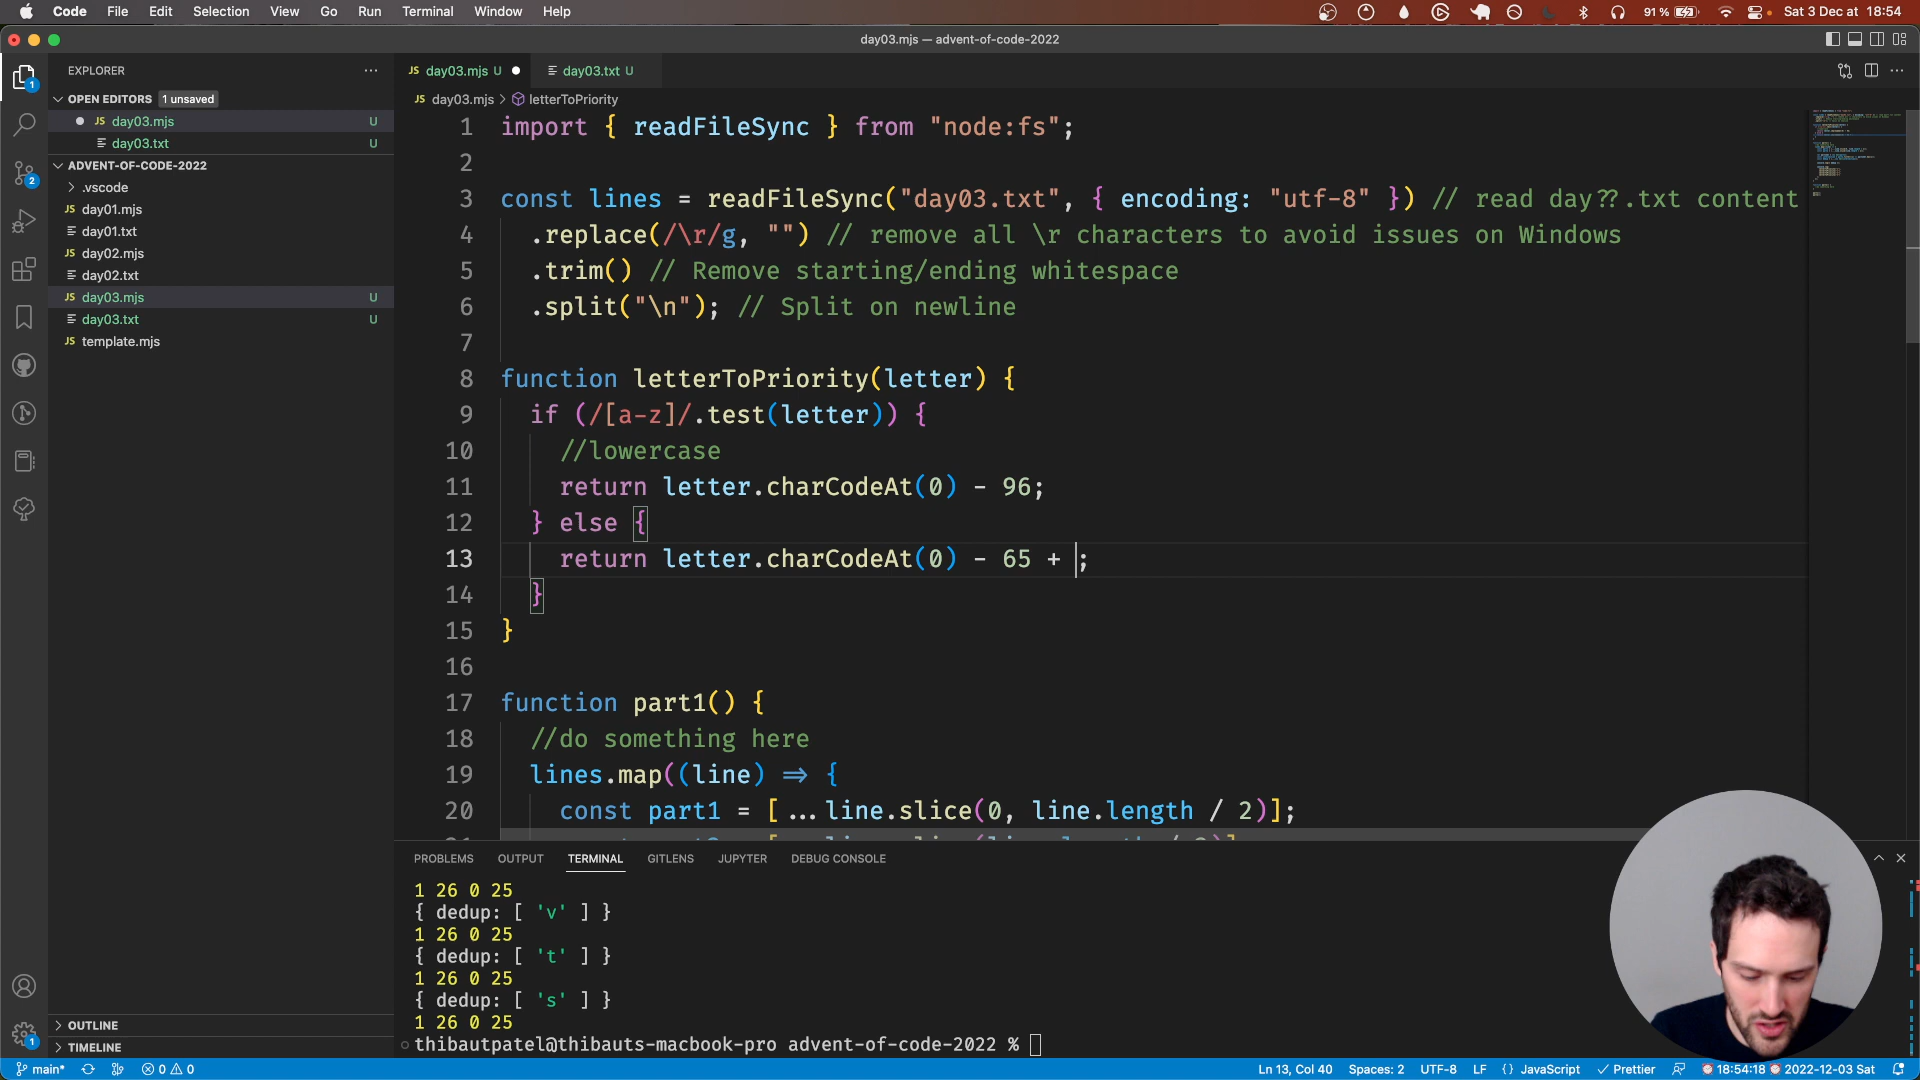 Code File Edit Selection View Go Run Terminal Window Help 91 % Sat 3 Dec at 18:54
day03.mjs — advent-of-code-2022
EXPLORER
OPEN EDITORS 1 unsaved
JS day03.mjs U
day03.txt U
ADVENT-OF-CODE-2022
.vscode
JS day01.mjs
day01.txt
JS day02.mjs
day02.txt
JS day03.mjs U
day03.txt U
JS template.mjs
OUTLINE
TIMELINE
JS day03.mjs U day03.txt U
JS day03.mjs > letterToPriority
1 import { readFileSync } from "node:fs";
2
3 const lines = readFileSync("day03.txt", { encoding: "utf-8" }) // read day??.txt content
4 .replace(/\r/g, "") // remove all \r characters to avoid issues on Windows
5 .trim() // Remove starting/ending whitespace
6 .split("\n"); // Split on newline
7
8 function letterToPriority(letter) {
9 if (/[a-z]/.test(letter)) {
10 //lowercase
11 return letter.charCodeAt(0) - 96;
12 } else {
13 return letter.charCodeAt(0) - 65 + ;
14 }
15 }
16
17 function part1() {
18 //do something here
19 lines.map((line) => {
20 const part1 = [...line.slice(0, line.length / 2)];
PROBLEMS OUTPUT TERMINAL GITLENS JUPYTER DEBUG CONSOLE
1 26 0 25
{ dedup: [ 'v' ] }
1 26 0 25
{ dedup: [ 't' ] }
1 26 0 25
{ dedup: [ 's' ] }
1 26 0 25
thibautpatel@thibauts-macbook-pro advent-of-code-2022 %
main* 0 0 Ln 13, Col 40 Spaces: 2 UTF-8 LF {} JavaScript Prettier 18:54:18 2022-12-03 Sat